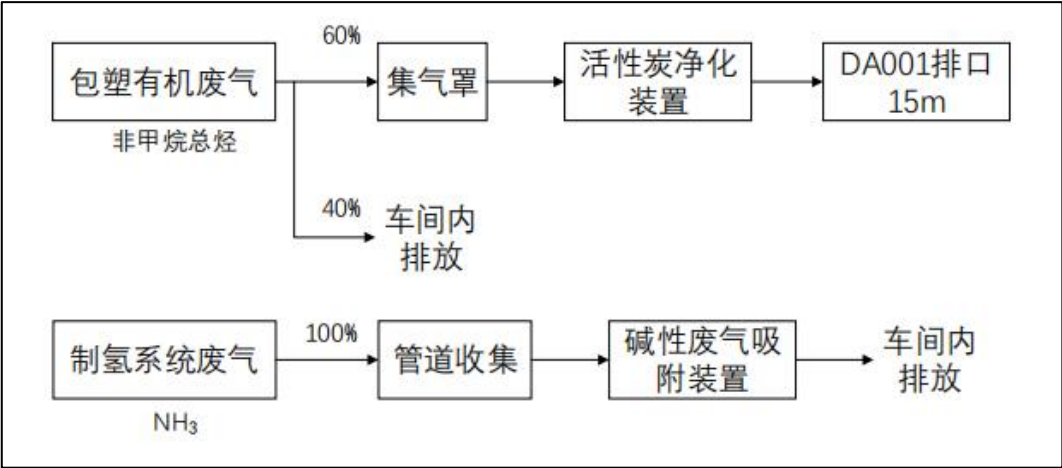 60%
包塑有机废气
集气罩
活性炭净化
装置
DA001排口
15m
非甲烷总烃
40%
车间内
排放
100%
制氢系统废气
管道收集
碱性废气吸
附装置
车间内
排放
NH₃